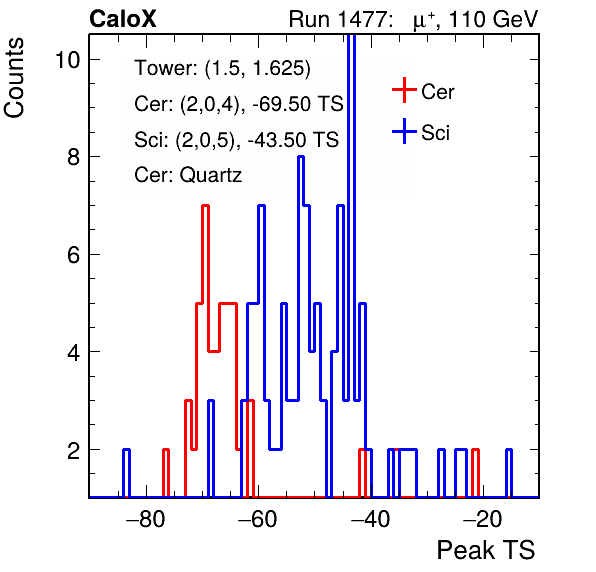 CaloX Run 1477: μ⁺, 110 GeV
Counts
Tower: (1.5, 1.625)
Cer: (2,0,4), -69.50 TS
Sci: (2,0,5), -43.50 TS
Cer: Quartz
Cer
Sci
10
8
6
4
2
−80 −60 −40 −20
Peak TS